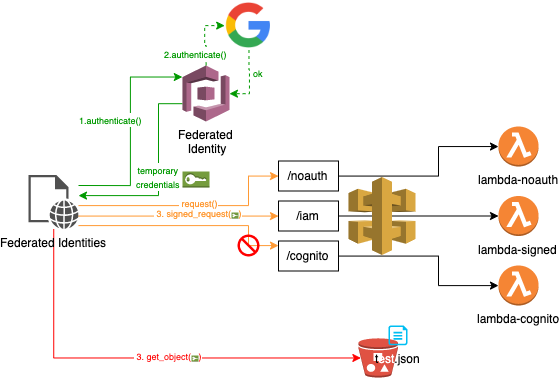 2.authenticate()
ok
1.authenticate()
Federated
Identity
temporary
credentials
/noauth
lambda-noauth
request()
3. signed_request( )
/iam
lambda-signed
Federated Identities
/cognito
lambda-cognito
3. get_object( )
test.json